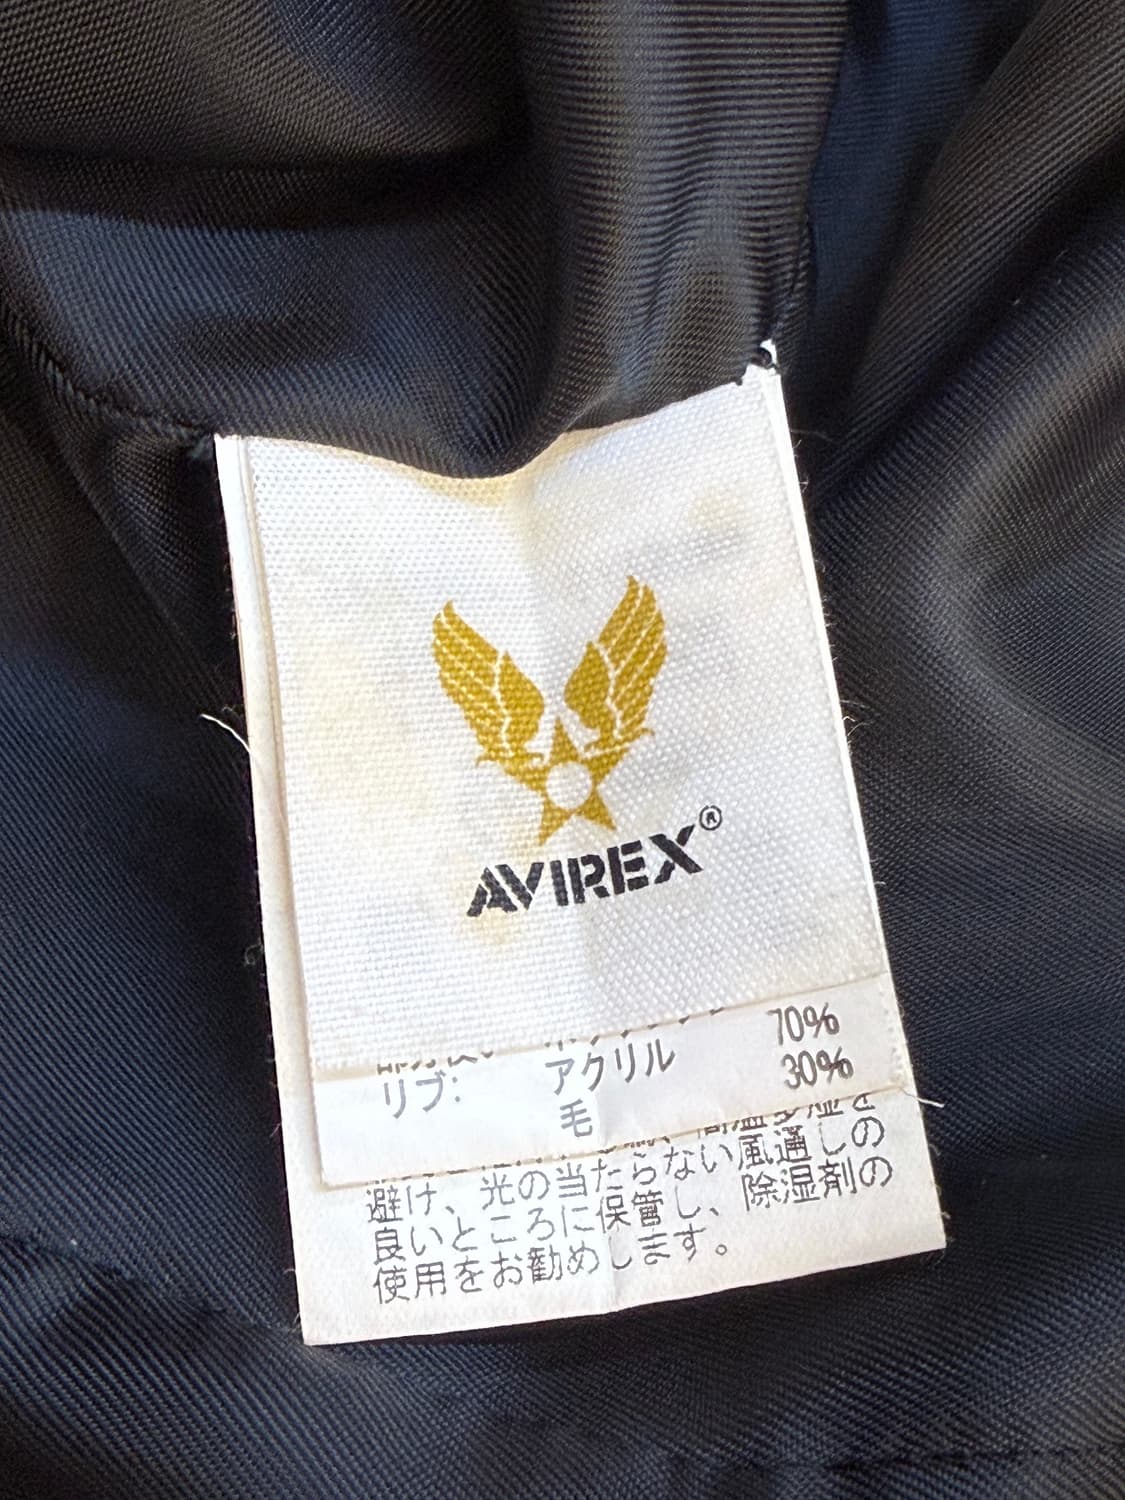 AVIREX®
リブ: アクリル 70%
毛 30%
避け、光の当たらない風通しの
良いところに保管し、除湿剤の
使用をお勧めします。